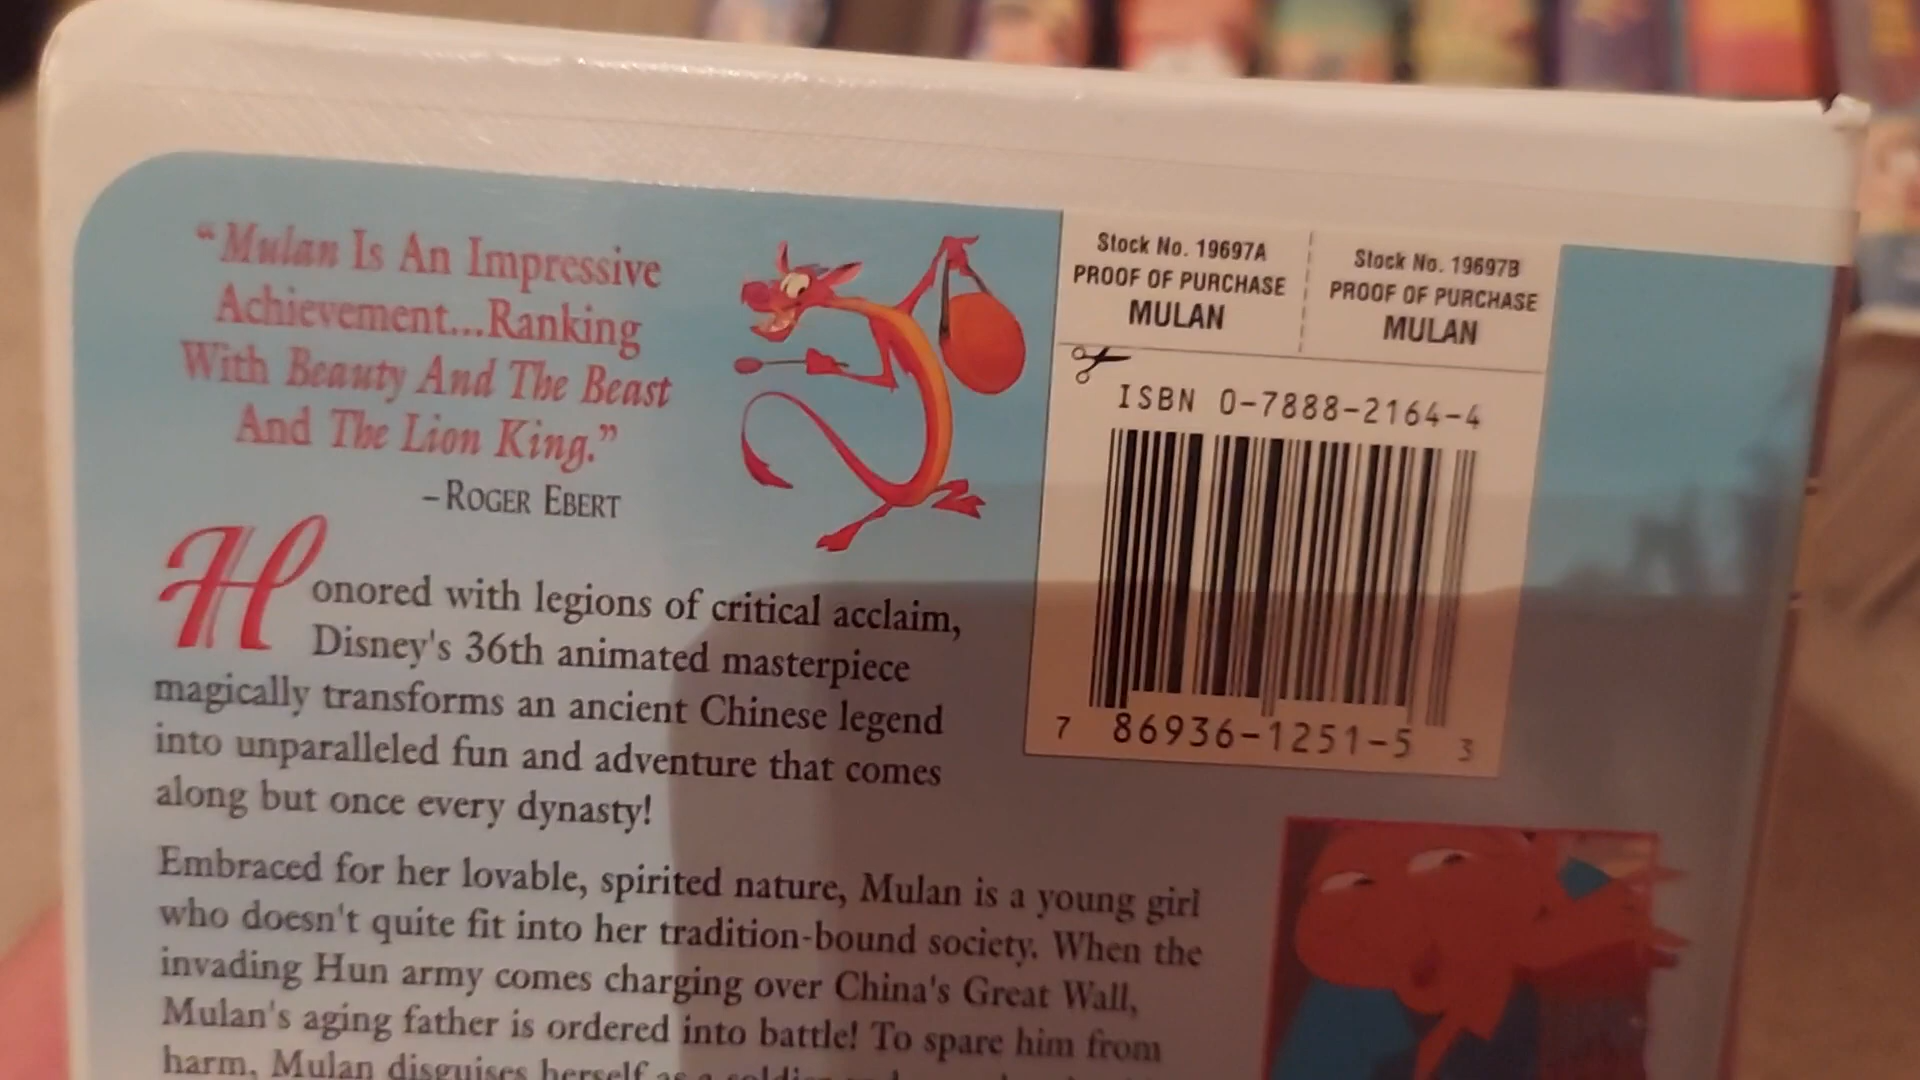 “Mulan Is An Impressive
Achievement...Ranking
With Beauty And The Beast
And The Lion King.”
–ROGER EBERT
Stock No. 19697A
PROOF OF PURCHASE
MULAN
Stock No. 19697B
PROOF OF PURCHASE
MULAN
ISBN 0-7888-2164-4
7 86936-1251-5 3
Honored with legions of critical acclaim,
Disney's 36th animated masterpiece
magically transforms an ancient Chinese legend
into unparalleled fun and adventure that comes
along but once every dynasty!
Embraced for her lovable, spirited nature, Mulan is a young girl
who doesn't quite fit into her tradition-bound society. When the
invading Hun army comes charging over China's Great Wall,
Mulan's aging father is ordered into battle! To spare him from
harm, Mulan disguises herself as a